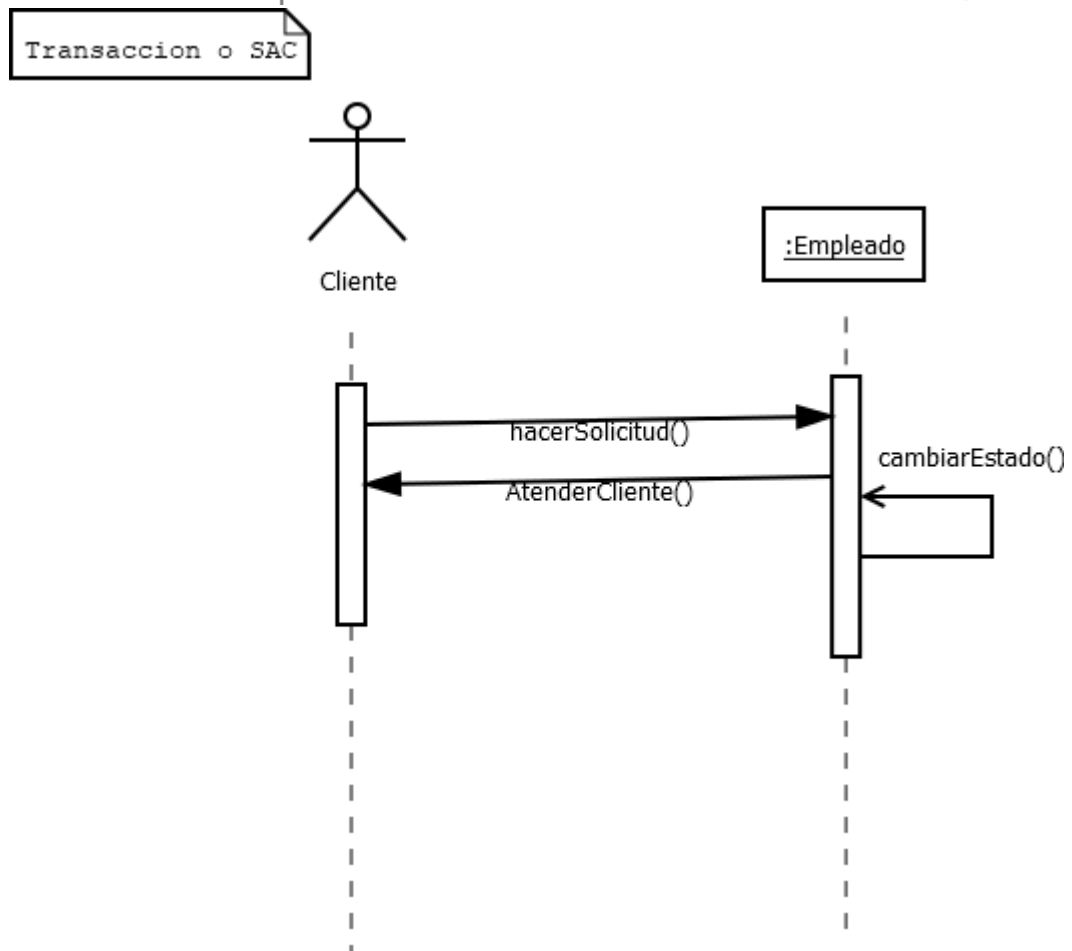 Transaccion o SAC
Cliente
:Empleado
hacerSolicitud()
cambiarEstado()
AtenderCliente()